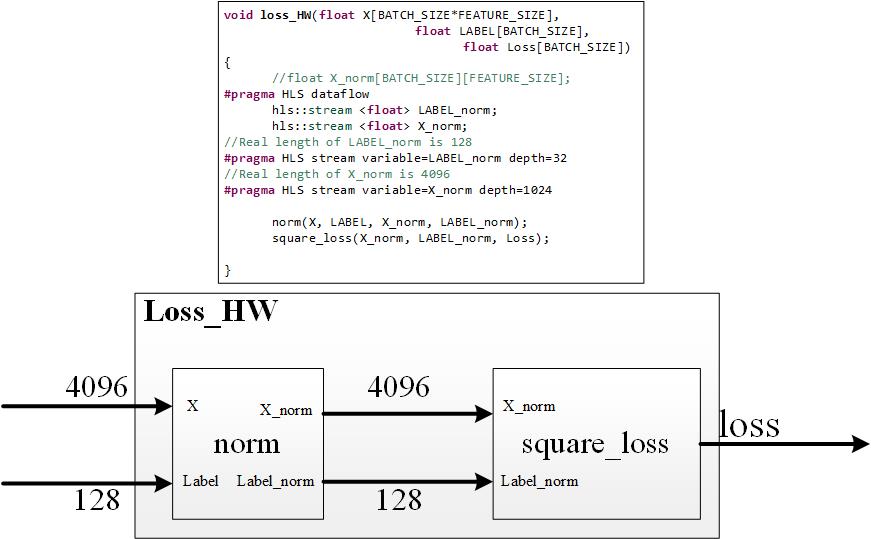 void loss_HW(float X[BATCH_SIZE*FEATURE_SIZE],
float LABEL[BATCH_SIZE],
float Loss[BATCH_SIZE])
{
//float X_norm[BATCH_SIZE][FEATURE_SIZE];
#pragma HLS dataflow
hls::stream <float> LABEL_norm;
hls::stream <float> X_norm;
//Real length of LABEL_norm is 128
#pragma HLS stream variable=LABEL_norm depth=32
//Real length of X_norm is 4096
#pragma HLS stream variable=X_norm depth=1024
norm(X, LABEL, X_norm, LABEL_norm);
square_loss(X_norm, LABEL_norm, Loss);
}
Loss_HW
4096
X
X_norm
4096
X_norm
norm
square_loss
loss
Label
Label_norm
Label_norm
128
128